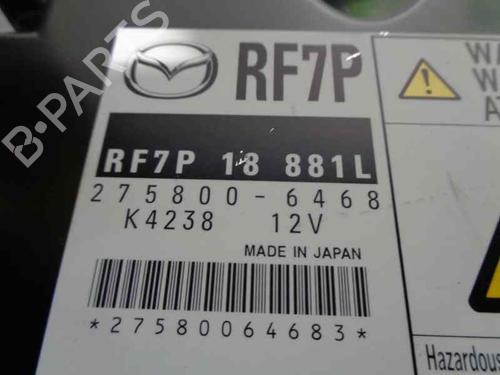 B-PARTS
RF7P
RF7P 18 881L
275800-6468
K4238 12V
MADE IN JAPAN
*27580064683*
Hazardous